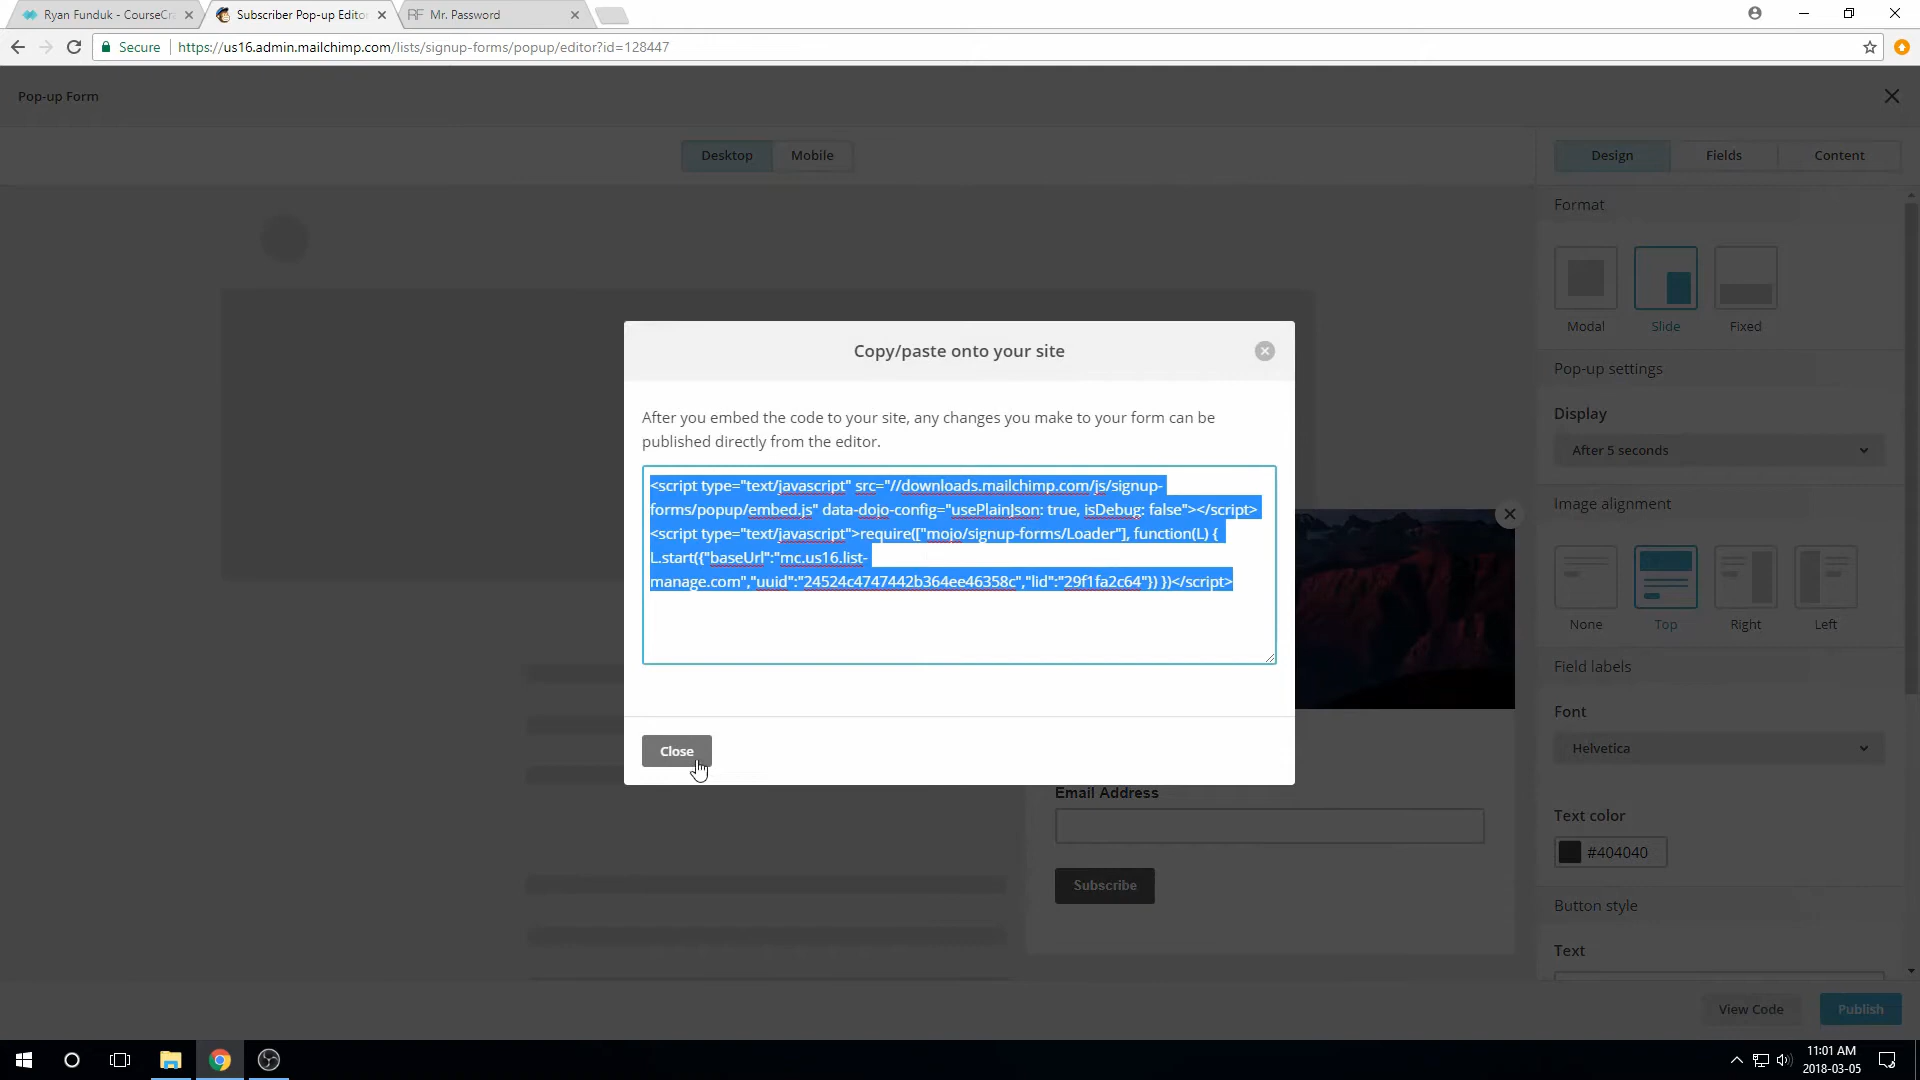 Ryan Funduk - CourseCra
Subscriber Pop-up Editor
Mr. Password
Secure
https://us16.admin.mailchimp.com/lists/signup-forms/popup/editor?id=128447
Pop-up Form
Desktop
Mobile
Design
Fields
Content
Format
Modal
Slide
Fixed
Pop-up settings
Display
After 5 seconds
Image alignment
None
Top
Right
Left
Field labels
Font
Helvetica
Text color
#404040
Button style
Text
Copy/paste onto your site
After you embed the code to your site, any changes you make to your form can be
published directly from the editor.
<script type="text/javascript" src="//downloads.mailchimp.com/js/signup-
forms/popup/embed.js" data-dojo-config="usePlainJson: true, isDebug: false"></script>
<script type="text/javascript">require(["mojo/signup-forms/Loader"], function(L) {
L.start({"baseUrl":"mc.us16.list-
manage.com","uuid":"24524c4747442b364ee46358c","lid":"29f1fa2c64"}) })</script>
Close
Email Address
Subscribe
View Code
Publish
11:01 AM
2018-03-05